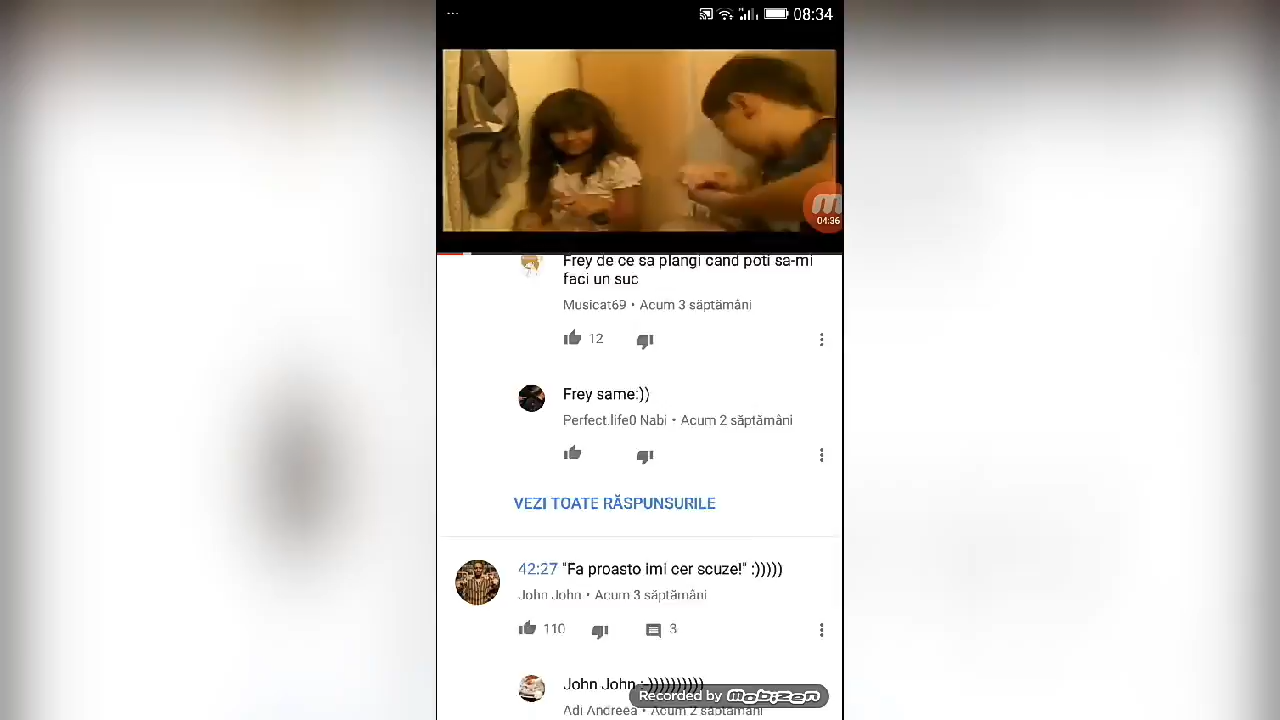 08:34
04:36
Frey de ce sa plangi cand poti sa-mi
faci un suc
Musicat69 • Acum 3 săptămâni
12
Frey same:))
Perfect.life0 Nabi • Acum 2 săptămâni
VEZI TOATE RĂSPUNSURILE
42:27 "Fa proasto imi cer scuze!" :)))))
John John • Acum 3 săptămâni
110
3
John John : ))))))))))
Recorded by Mobizen
Adi Andreea • Acum 2 săptămâni